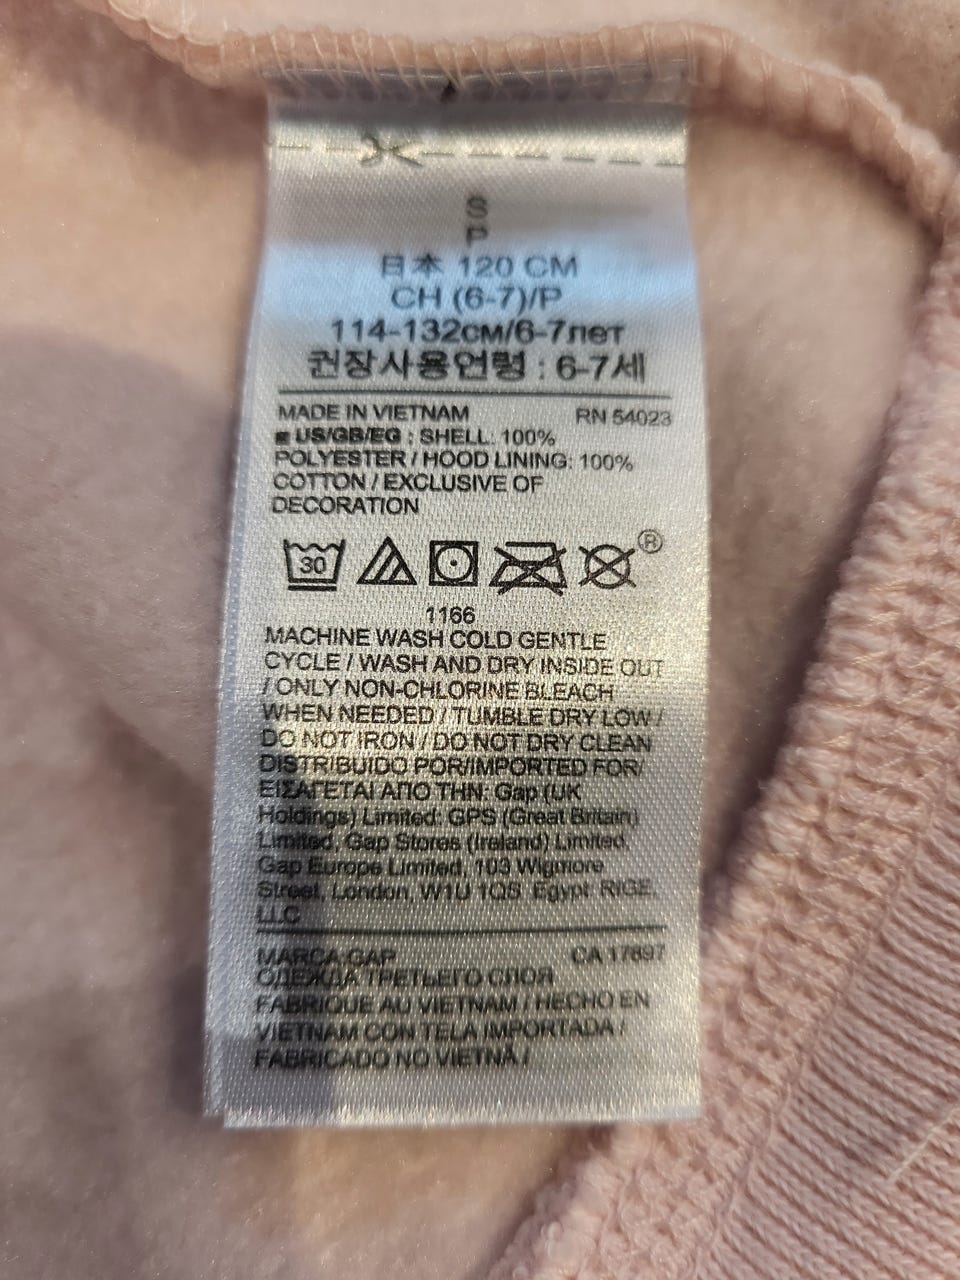 S
P
日本 120 CM
CH (6-7)/P
114-132см/6-7лет
권장사용연령 : 6-7세
MADE IN VIETNAM RN 54023
US/GB/EG : SHELL: 100%
POLYESTER / HOOD LINING: 100%
COTTON / EXCLUSIVE OF
DECORATION
30 ®
1166
MACHINE WASH COLD GENTLE
CYCLE / WASH AND DRY INSIDE OUT
/ ONLY NON-CHLORINE BLEACH
WHEN NEEDED / TUMBLE DRY LOW /
DO NOT IRON / DO NOT DRY CLEAN
DISTRIBUIDO POR/IMPORTED FOR/
ΕΙΣΑΓΕΤΑΙ ΑΠΟ ΤΗΝ: Gap (UK
Holdings) Limited: GPS (Great Britain)
Limited, Gap Stores (Ireland) Limited.
Gap Europe Limited, 103 Wigmore
Street, London, W1U 1QS. Egypt: RIGE,
LLC
MARCA:GAP CA 17897
ОДЕЖДА ТРЕТЬЕГО СЛОЯ
FABRIQUE AU VIETNAM / HECHO EN
VIETNAM CON TELA IMPORTADA /
FABRICADO NO VIETNÃ /